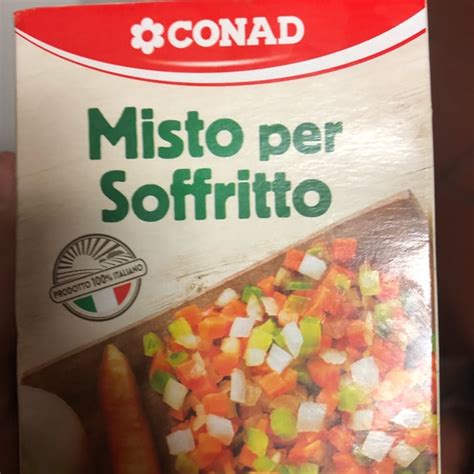 CONAD
Misto per
Soffritto
PRODOTTO 100% ITALIANO